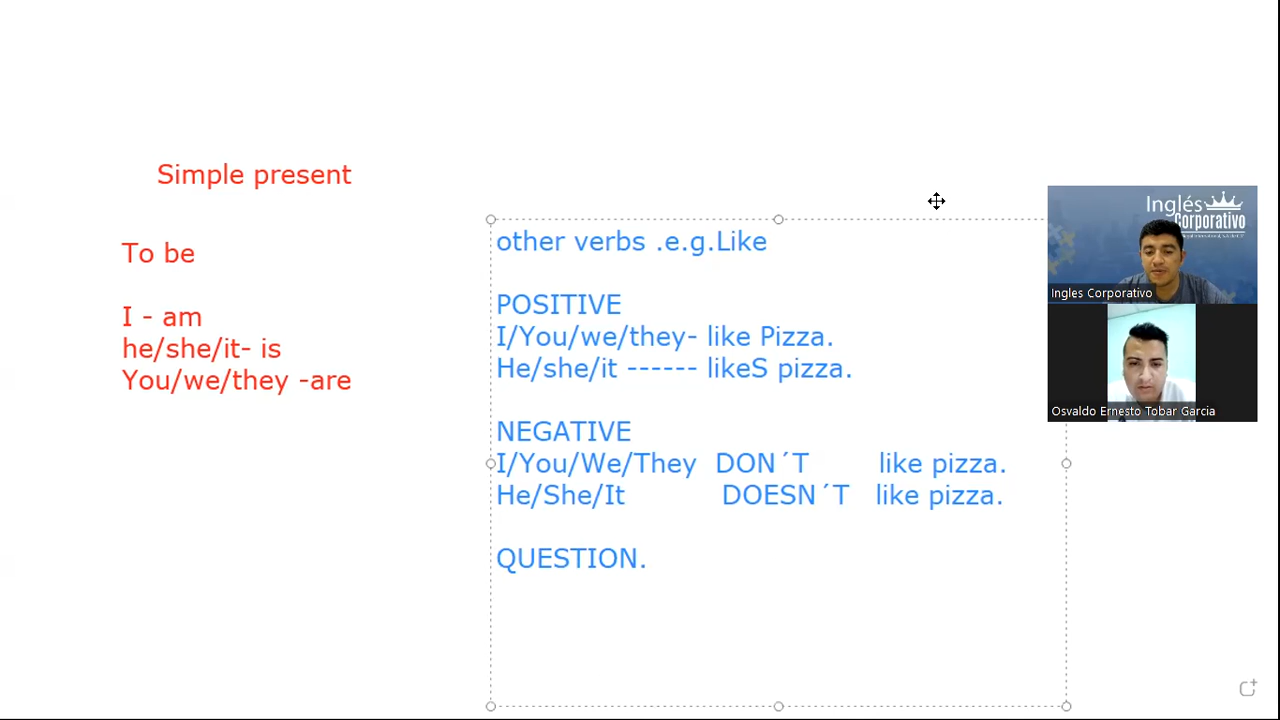 Simple present
To be
I - am
he/she/it- is
You/we/they -are
other verbs .e.g.Like
POSITIVE
I/You/we/they- like Pizza.
He/she/it ------ likeS pizza.
NEGATIVE
I/You/We/They DON´T like pizza.
He/She/It DOESN´T like pizza.
QUESTION.
Inglés
Corporativo
Ingles Corporativo
Osvaldo Ernesto Tobar Garcia